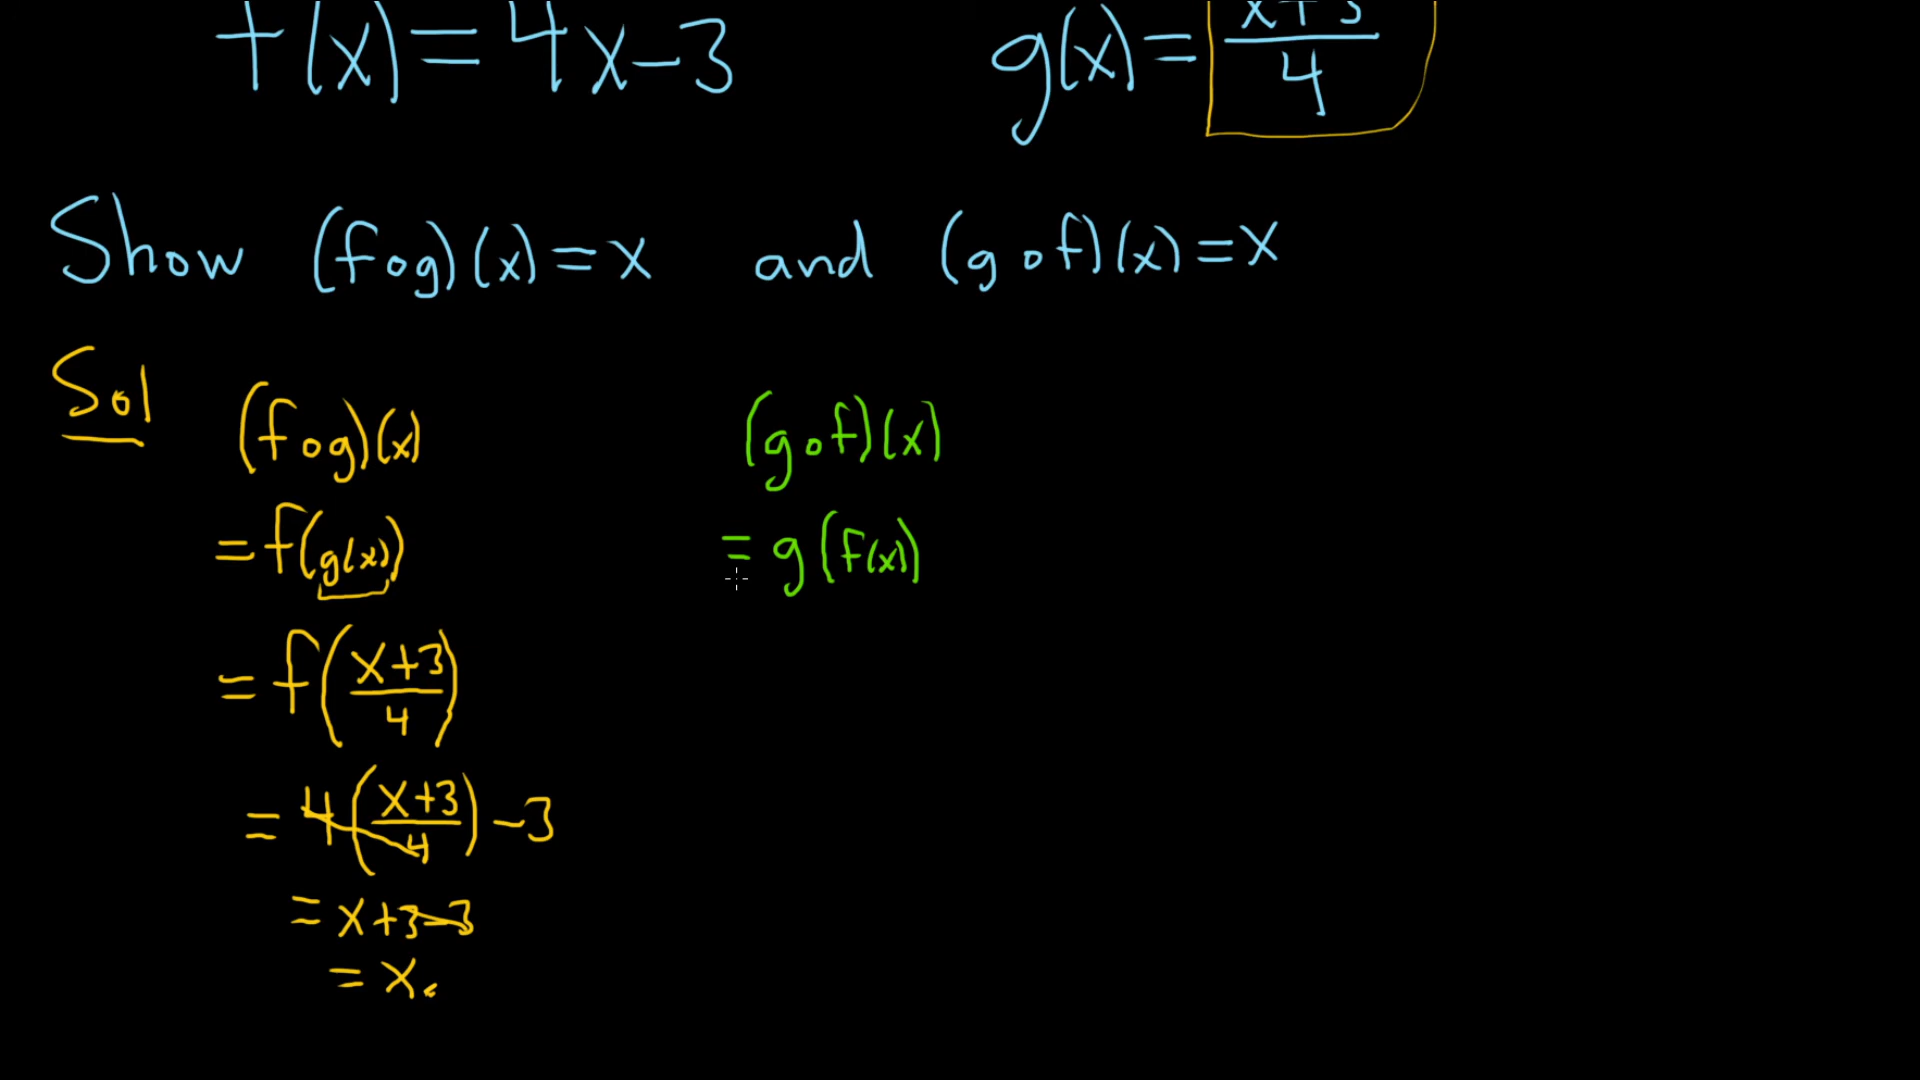 f(x) = 4x-3 g(x) = x+3/4
Show (f∘g)(x) = x and (g∘f)(x) = x
Sol (f∘g)(x) (g∘f)(x)
= f(g(x)) = g(f(x))
= f(x+3/4)
= 4(x+3/4) - 3
= x+3-3
= x.